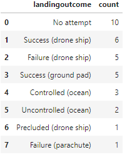 landingoutcome count
0 No attempt 10
1 Success (drone ship) 6
2 Failure (drone ship) 5
3 Success (ground pad) 5
4 Controlled (ocean) 3
5 Uncontrolled (ocean) 2
6 Precluded (drone ship) 1
7 Failure (parachute) 1